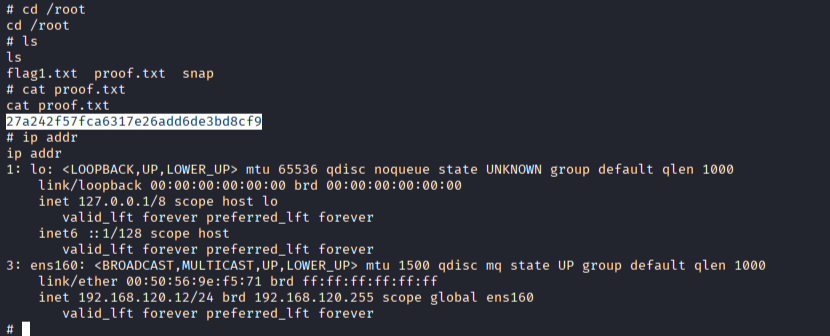 # cd /root
cd /root
# ls
ls
flag1.txt  proof.txt  snap
# cat proof.txt
cat proof.txt
27a242f57fca6317e26add6de3bd8cf9
# ip addr
ip addr
1: lo: <LOOPBACK,UP,LOWER_UP> mtu 65536 qdisc noqueue state UNKNOWN group default qlen 1000
    link/loopback 00:00:00:00:00:00 brd 00:00:00:00:00:00
    inet 127.0.0.1/8 scope host lo
       valid_lft forever preferred_lft forever
    inet6 ::1/128 scope host
       valid_lft forever preferred_lft forever
3: ens160: <BROADCAST,MULTICAST,UP,LOWER_UP> mtu 1500 qdisc mq state UP group default qlen 1000
    link/ether 00:50:56:9e:f5:71 brd ff:ff:ff:ff:ff:ff
    inet 192.168.120.12/24 brd 192.168.120.255 scope global ens160
       valid_lft forever preferred_lft forever
#